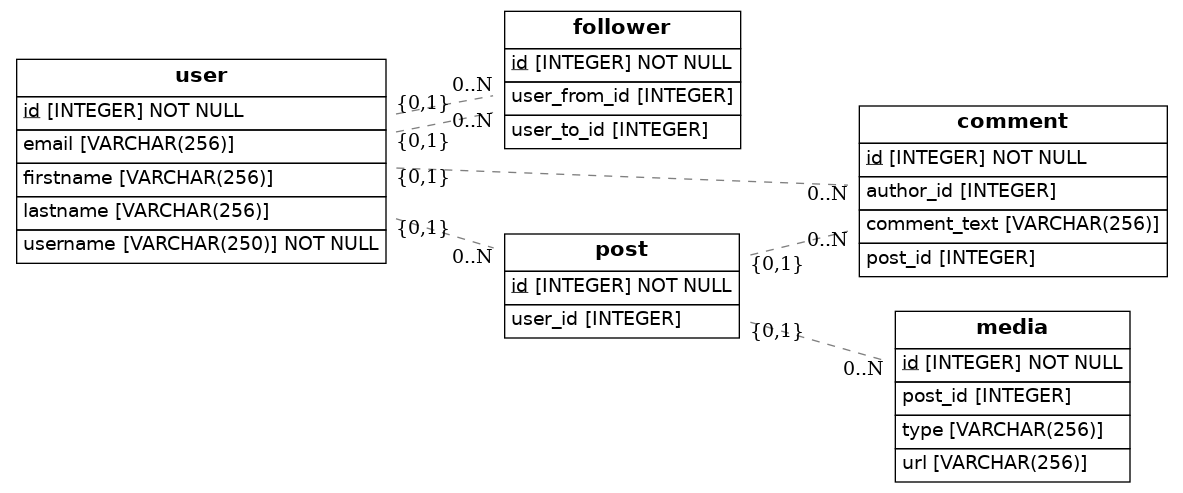 user
id [INTEGER] NOT NULL
email [VARCHAR(256)]
firstname [VARCHAR(256)]
lastname [VARCHAR(256)]
username [VARCHAR(250)] NOT NULL
follower
id [INTEGER] NOT NULL
user_from_id [INTEGER]
user_to_id [INTEGER]
0..N
{0,1}
0..N
{0,1}
{0,1}
0..N
{0,1}
0..N
comment
id [INTEGER] NOT NULL
author_id [INTEGER]
comment_text [VARCHAR(256)]
post_id [INTEGER]
post
id [INTEGER] NOT NULL
user_id [INTEGER]
0..N
{0,1}
{0,1}
0..N
media
id [INTEGER] NOT NULL
post_id [INTEGER]
type [VARCHAR(256)]
url [VARCHAR(256)]